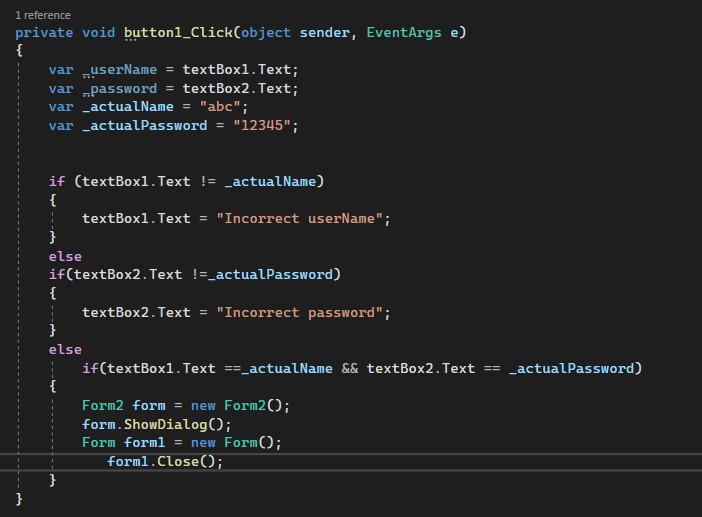 1 reference
private void button1_Click(object sender, EventArgs e)
{
    var _userName = textBox1.Text;
    var _password = textBox2.Text;
    var _actualName = "abc";
    var _actualPassword = "12345";
    if (textBox1.Text != _actualName)
    {
        textBox1.Text = "Incorrect userName";
    }
    else
    if(textBox2.Text !=_actualPassword)
    {
        textBox2.Text = "Incorrect password";
    }
    else
        if(textBox1.Text ==_actualName && textBox2.Text == _actualPassword)
    {
        Form2 form = new Form2();
        form.ShowDialog();
        Form form1 = new Form();
           form1.Close();
    }
}